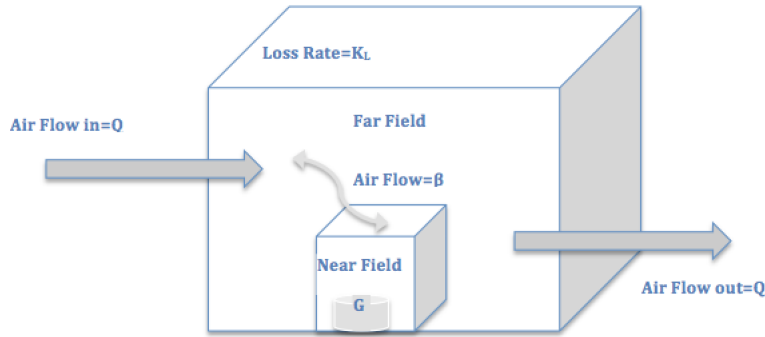 Loss Rate=KL
Air Flow in=Q
Far Field
Air Flow=β
Near Field
G
Air Flow out=Q